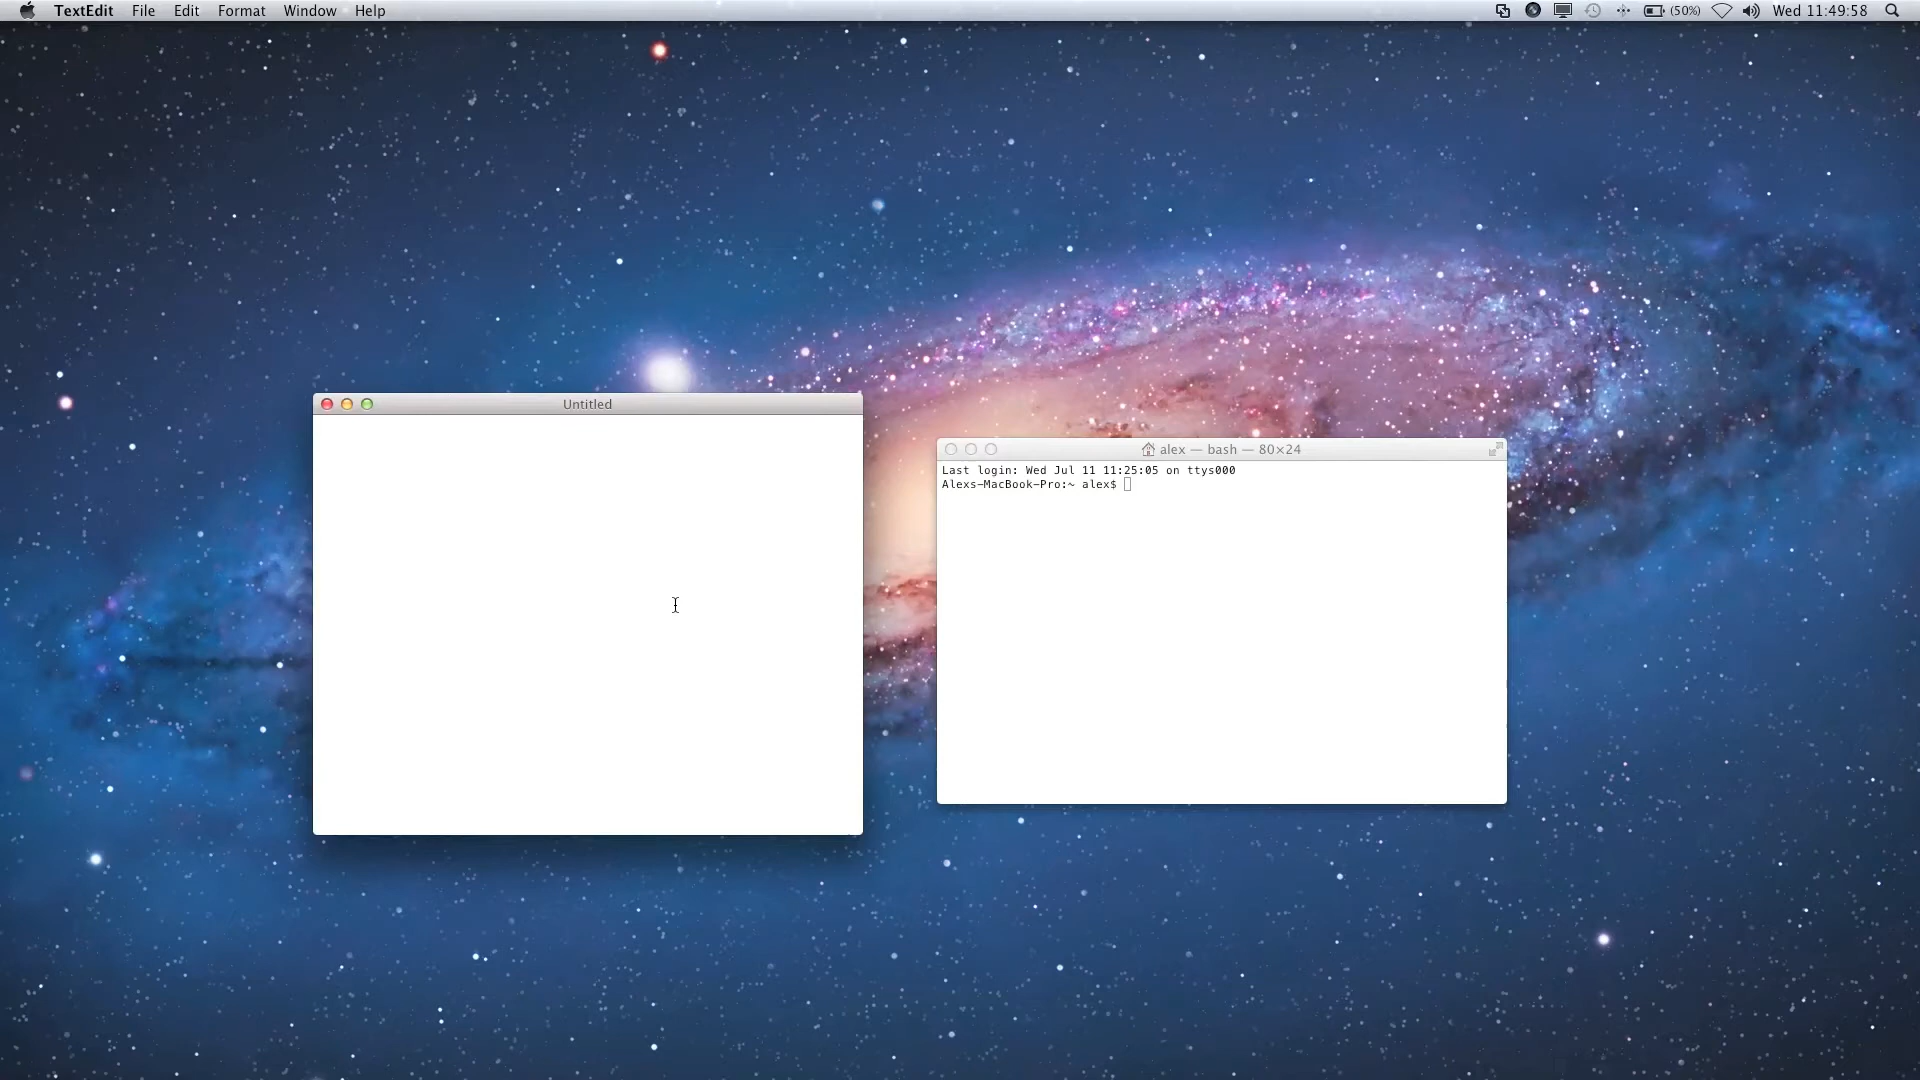 TextEdit File Edit Format Window Help (50%) Wed 11:49:58
Untitled
alex — bash — 80×24
Last login: Wed Jul 11 11:25:05 on ttys000
Alexs-MacBook-Pro:~ alex$